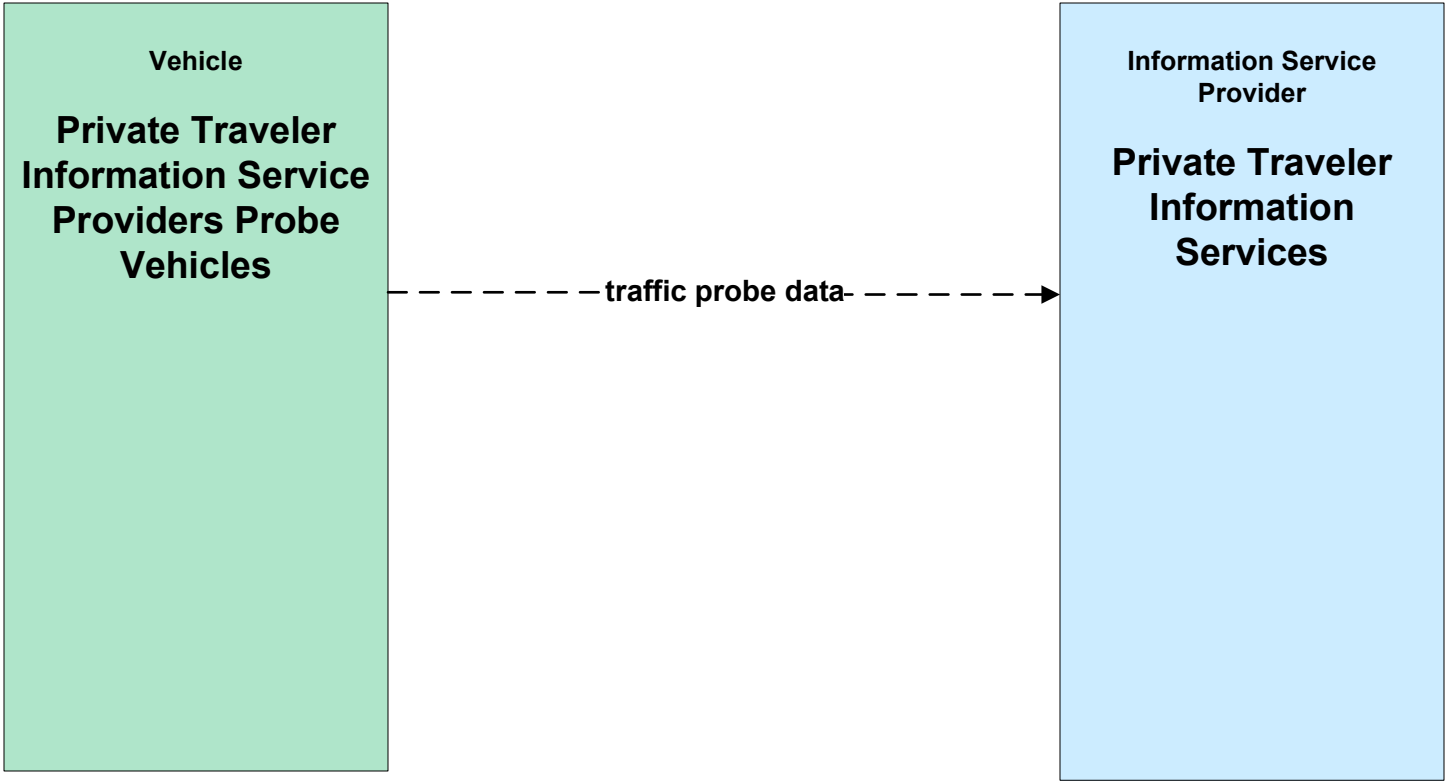 Vehicle
Private Traveler
Information Service
Providers Probe
Vehicles
traffic probe data
Information Service
Provider
Private Traveler
Information
Services